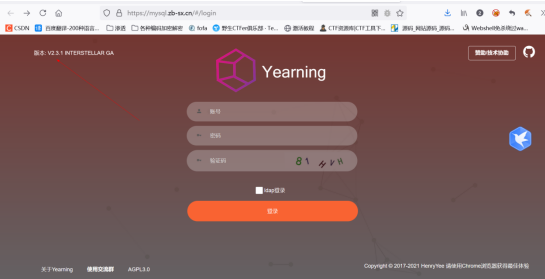 https://mysql.zb-sx.cn/#/login
CSDN 百度翻译-200种语言... 渗透 各种编码加密解密 fofa 野生CTFer俱乐部 - Te... 激活教程 CTF资源库|CTF工具下... 源码_网站源码_源码... Webshell免杀绕过wa...
版本: V2.3.1 INTERSTELLAR GA
赞助/技术协助
Yearning
账号
密码
验证码
ldap登录
登录
关于Yearning 使用交流群 AGPL3.0
Copyright © 2017-2021 HenryYee 请使用Chrome浏览器获得最佳体验